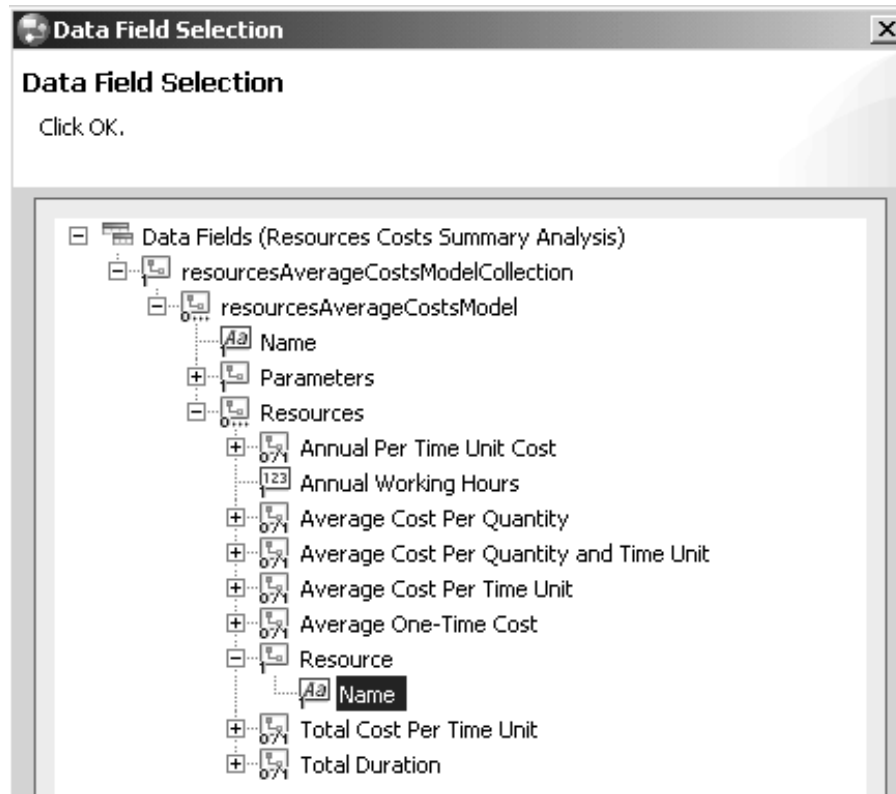 Data Field Selection
Data Field Selection
Click OK.
Data Fields (Resources Costs Summary Analysis)
resourcesAverageCostsModelCollection
resourcesAverageCostsModel
Name
Parameters
Resources
Annual Per Time Unit Cost
Annual Working Hours
Average Cost Per Quantity
Average Cost Per Quantity and Time Unit
Average Cost Per Time Unit
Average One-Time Cost
Resource
Name
Total Cost Per Time Unit
Total Duration